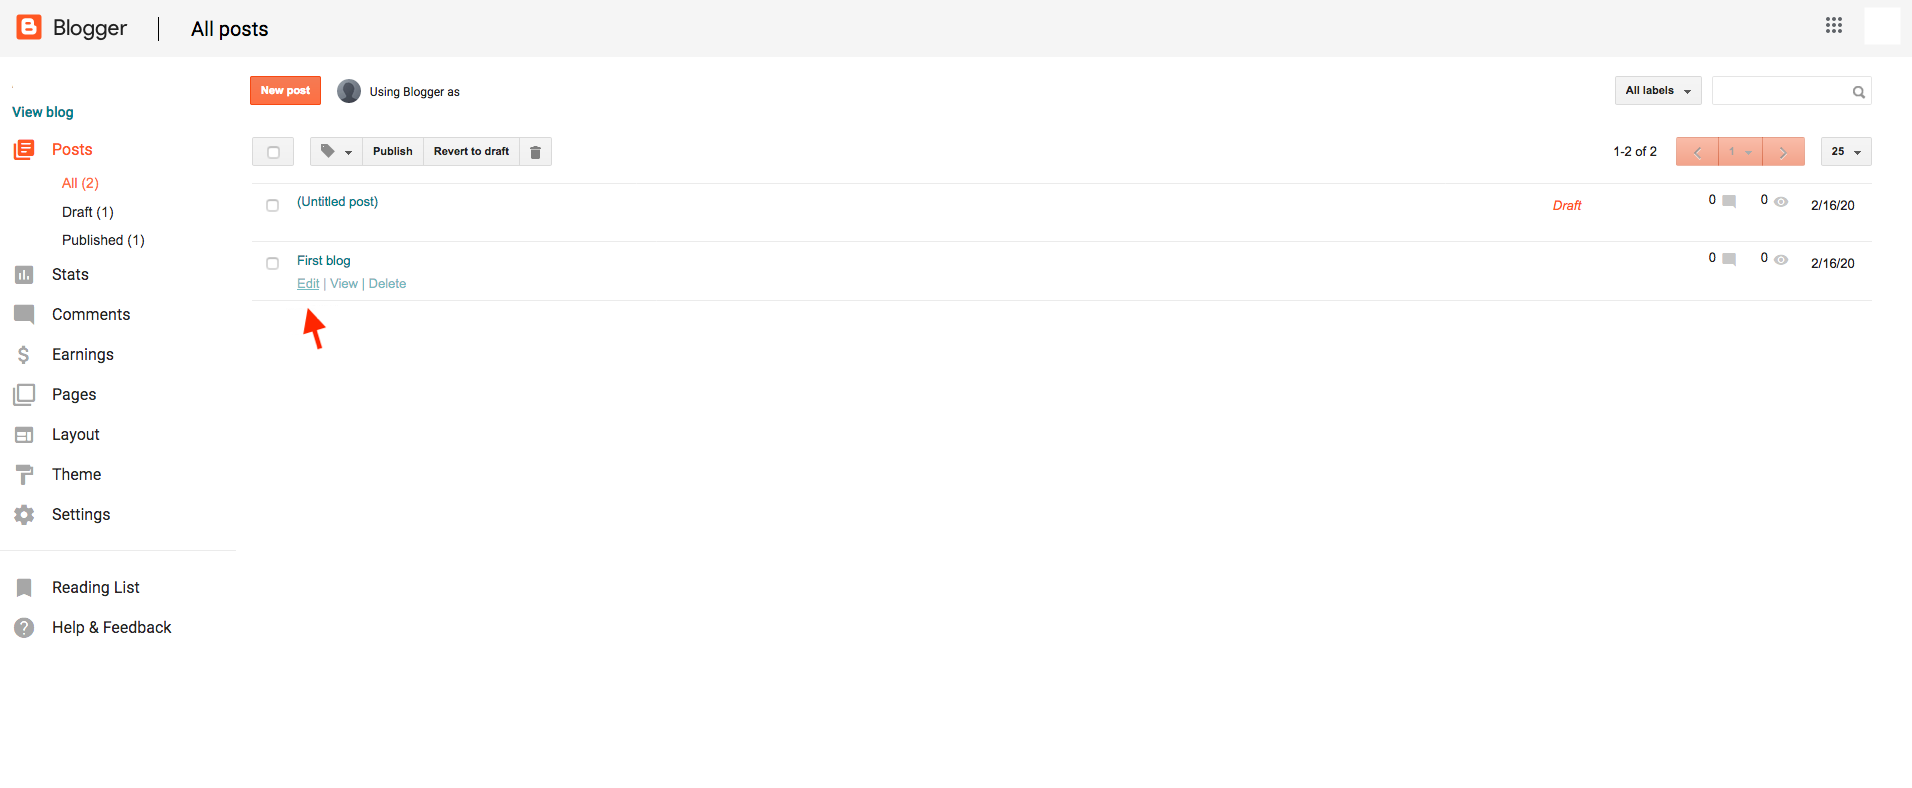 Blogger
All posts
View blog
Posts
All (2)
Draft (1)
Published (1)
Stats
Comments
Earnings
Pages
Layout
Theme
Settings
Reading List
Help & Feedback
New post
Using Blogger as
All labels
Publish
Revert to draft
1-2 of 2
1
25
(Untitled post)
Draft
0
0
2/16/20
First blog
Edit | View | Delete
0
0
2/16/20